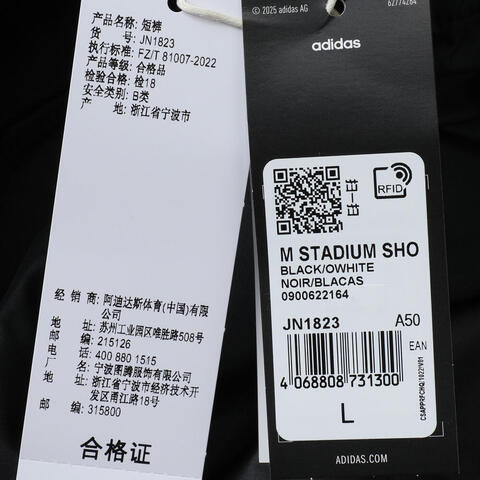 产品名称: 短裤
货 号: JN1823
执行标准: FZ/T 81007-2022
产品等级: 合格品
检验合格: 检18
安全类别: B类
产 地: 浙江省宁波市
经 销 商: 阿迪达斯体育(中国)有限
公司
地 址: 苏州工业园区唯胜路508号
邮 编: 215126
电 话: 400 880 1515
制 造 商: 宁波图腾服饰有限公司
地 址: 浙江省宁波市经济技术开
发区甬江路18号
邮 编: 315800
合格证
© 2025 adidas AG
62774284
adidas
RFID
M STADIUM SHO
BLACK/OWHITE
NOIR/BLACAS
0900622164
JN1823 A50
EAN
4 068808 731300
L
ADIDAS.COM